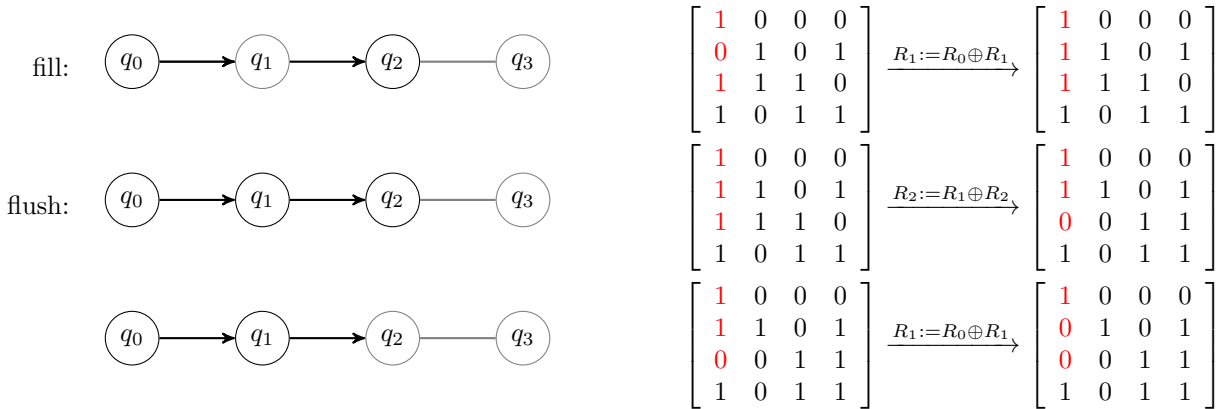 fill: q₀ q₁ q₂ q₃
1 0 0 0
0 1 0 1
1 1 1 0
1 0 1 1
R₁:=R₀⊕R₁
1 0 0 0
1 1 0 1
1 1 1 0
1 0 1 1
flush: q₀ q₁ q₂ q₃
1 0 0 0
1 1 0 1
1 1 1 0
1 0 1 1
R₂:=R₁⊕R₂
1 0 0 0
1 1 0 1
0 0 1 1
1 0 1 1
q₀ q₁ q₂ q₃
1 0 0 0
1 1 0 1
0 0 1 1
1 0 1 1
R₁:=R₀⊕R₁
1 0 0 0
0 1 0 1
0 0 1 1
1 0 1 1